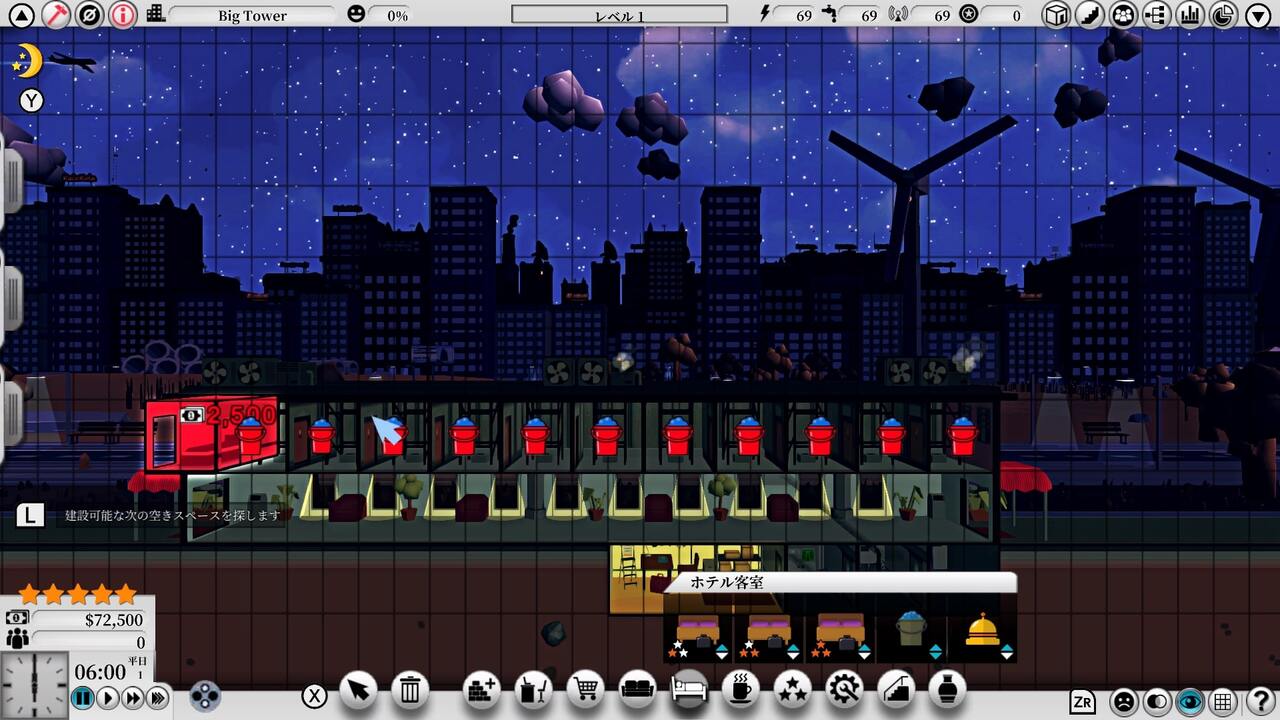 Big Tower
0%
レベル 1
69
69
69
0
Y
2,500
L
建設可能な次の空きスペースを探します
ホテル客室
$72,500
0
06:00
平日
1
X
ZR
?